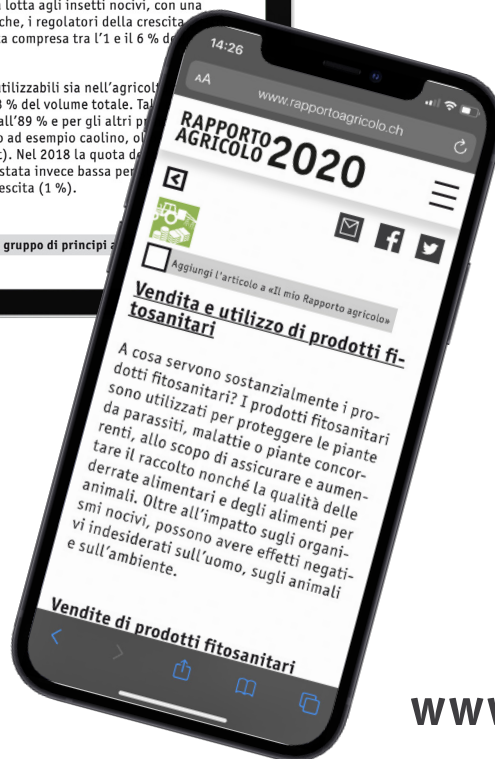 lotta agli insetti nocivi, con una
che, i regolatori della crescita
ta compresa tra l'1 e il 6 % de
utilizzabili sia nell'agricolt
% del volume totale. Tal
all'89 % e per gli altri p
o ad esempio caolino, ol
t). Nel 2018 la quota de
stata invece bassa per
escita (1 %).
gruppo di principi a
14:26
AA
www.rapportoagricolo.ch
RAPPORTO
AGRICOLO 2020
Aggiungi l'articolo a «Il mio Rapporto agricolo»
Vendita e utilizzo di prodotti fi-
tosanitari
A cosa servono sostanzialmente i pro-
dotti fitosanitari? I prodotti fitosanitari
sono utilizzati per proteggere le piante
da parassiti, malattie o piante concor-
renti, allo scopo di assicurare e aumen-
tare il raccolto nonché la qualità delle
derrate alimentari e degli alimenti per
animali. Oltre all'impatto sugli organi-
smi nocivi, possono avere effetti negati-
vi indesiderati sull'uomo, sugli animali
e sull'ambiente.
Vendite di prodotti fitosanitari
www